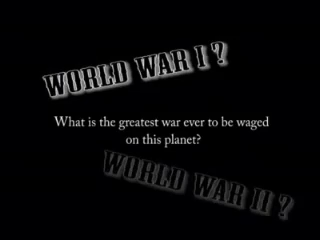 WORLD WAR I ?
What is the greatest war ever to be waged
on this planet?
WORLD WAR II ?